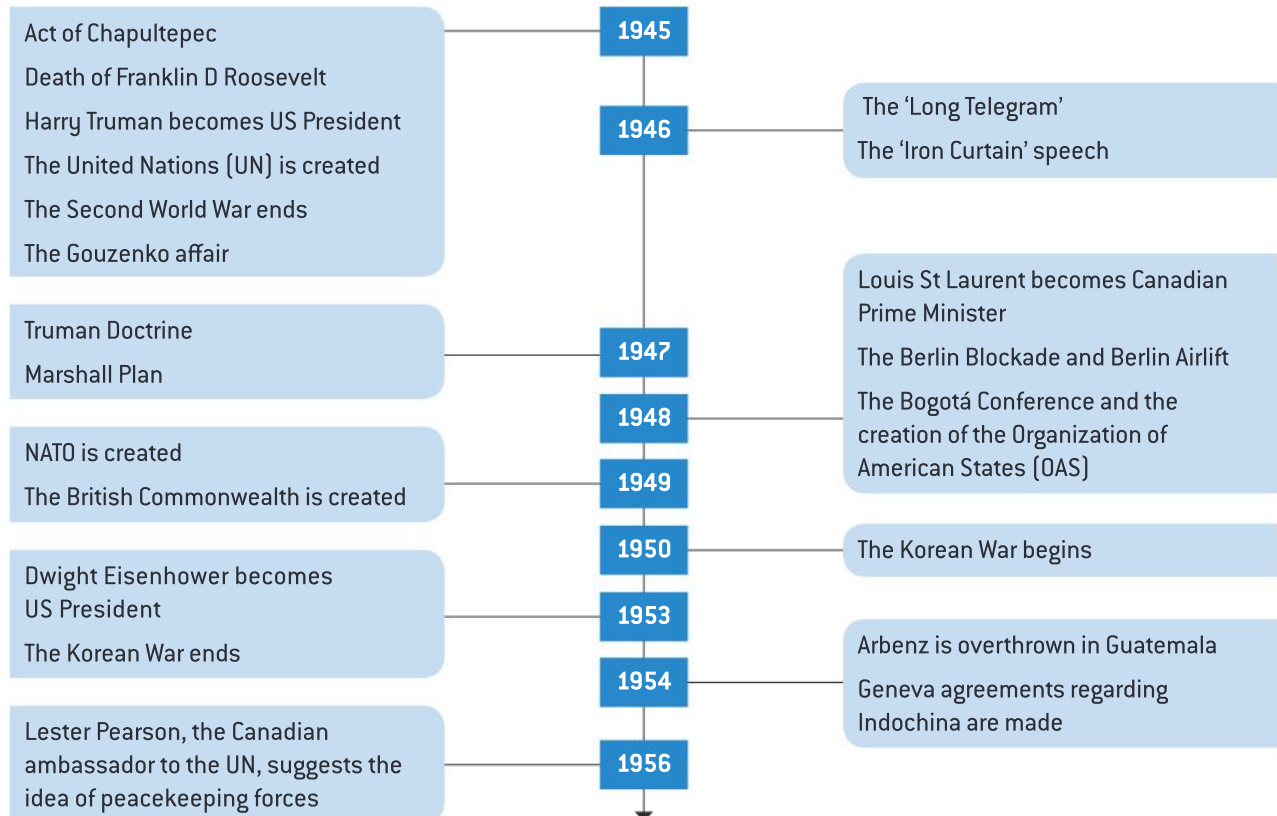 1945
Act of Chapultepec
Death of Franklin D Roosevelt
Harry Truman becomes US President
The United Nations (UN) is created
The Second World War ends
The Gouzenko affair
1946
The ‘Long Telegram’
The ‘Iron Curtain’ speech
1947
Truman Doctrine
Marshall Plan
1948
Louis St Laurent becomes Canadian
Prime Minister
The Berlin Blockade and Berlin Airlift
The Bogotá Conference and the
creation of the Organization of
American States (OAS)
1949
NATO is created
The British Commonwealth is created
1950
The Korean War begins
1953
Dwight Eisenhower becomes
US President
The Korean War ends
1954
Arbenz is overthrown in Guatemala
Geneva agreements regarding
Indochina are made
1956
Lester Pearson, the Canadian
ambassador to the UN, suggests the
idea of peacekeeping forces